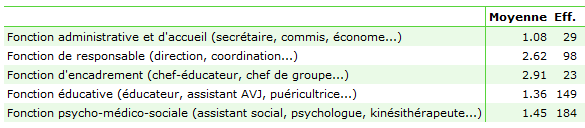 Moyenne Eff.
Fonction administrative et d'accueil (secrétaire, commis, économe...) 1.08 29
Fonction de responsable (direction, coordination...) 2.62 98
Fonction d'encadrement (chef-éducateur, chef de groupe...) 2.91 23
Fonction éducative (éducateur, assistant AVJ, puéricultrice...) 1.36 149
Fonction psycho-médico-sociale (assistant social, psychologue, kinésithérapeute...) 1.45 184